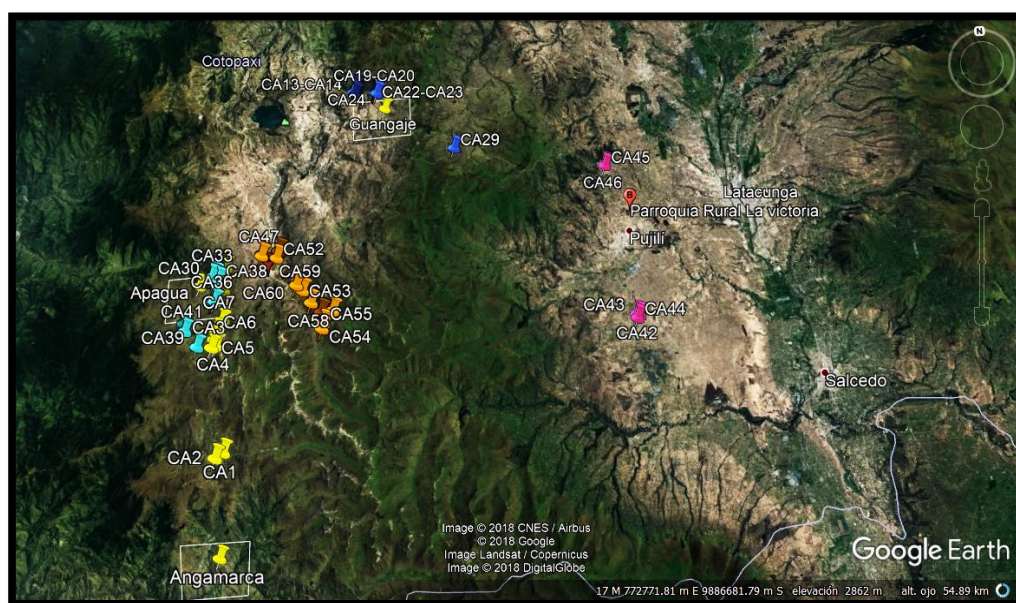 N
Cotopaxi
CA19-CA20
CA13-CA14
CA22-CA23
CA24-
Guangaje
CA29
CA45
CA46
Latacunga
Parroquia Rural La victoria
Pujilí
CA47
CA52
CA33
CA30
CA38
CA59
CA36
Apagua
CA60
CA53
CA7
CA41
CA6
CA58
CA55
CA3
CA39
CA5
CA54
CA4
CA43
CA44
CA42
Salcedo
CA2
CA1
Angamarca
Image © 2018 CNES / Airbus
© 2018 Google
Image Landsat / Copernicus
Image © 2018 DigitalGlobe
Google Earth
17 M 772771.81 m E 9886681.79 m S elevación 2862 m alt. ojo 54.89 km